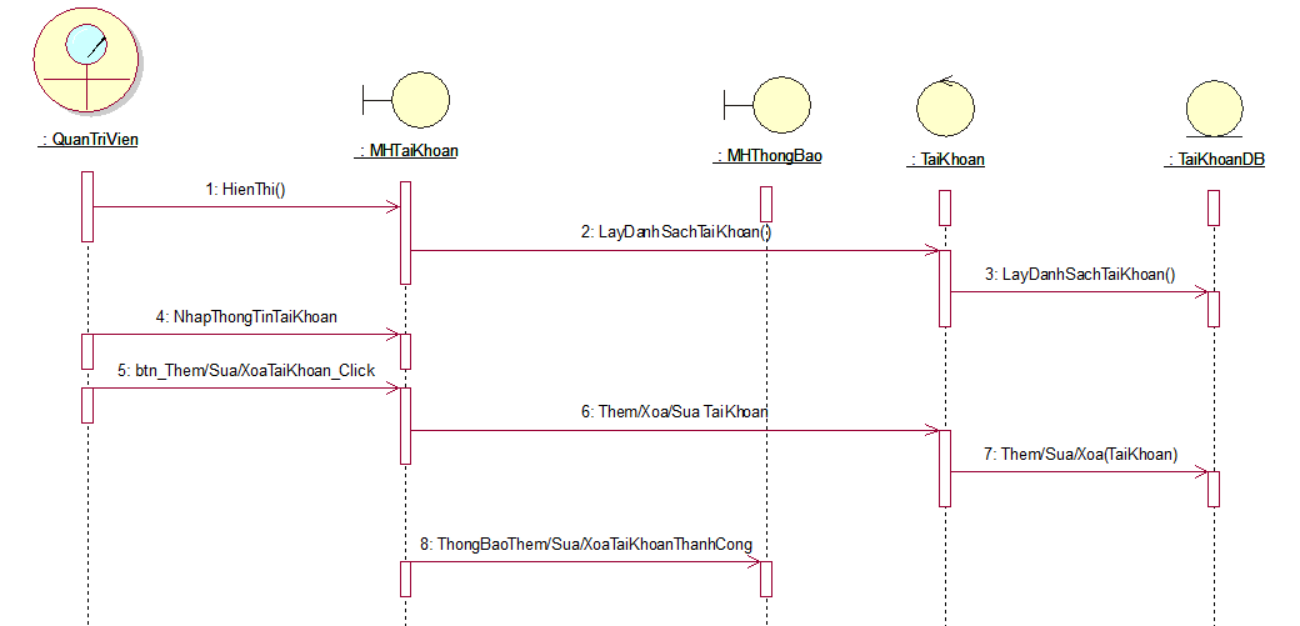 : QuanTriVien
: MHTaiKhoan
: MHThongBao
: TaiKhoan
: TaiKhoanDB
1: HienThi()
2: LayDanhSachTaiKhoan()
3: LayDanhSachTaiKhoan()
4: NhapThongTinTaiKhoan
5: btn_Them/Sua/XoaTaiKhoan_Click
6: Them/Xoa/Sua TaiKhoan
7: Them/Sua/Xoa(TaiKhoan)
8: ThongBaoThem/Sua/XoaTaiKhoanThanhCong